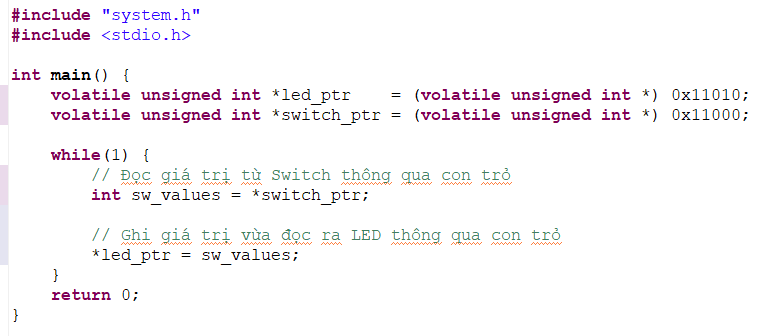 #include "system.h"
#include <stdio.h>
int main() {
volatile unsigned int *led_ptr    = (volatile unsigned int *) 0x11010;
volatile unsigned int *switch_ptr = (volatile unsigned int *) 0x11000;
while(1) {
// Đọc giá trị từ Switch thông qua con trỏ
int sw_values = *switch_ptr;
// Ghi giá trị vừa đọc ra LED thông qua con trỏ
*led_ptr = sw_values;
}
return 0;
}